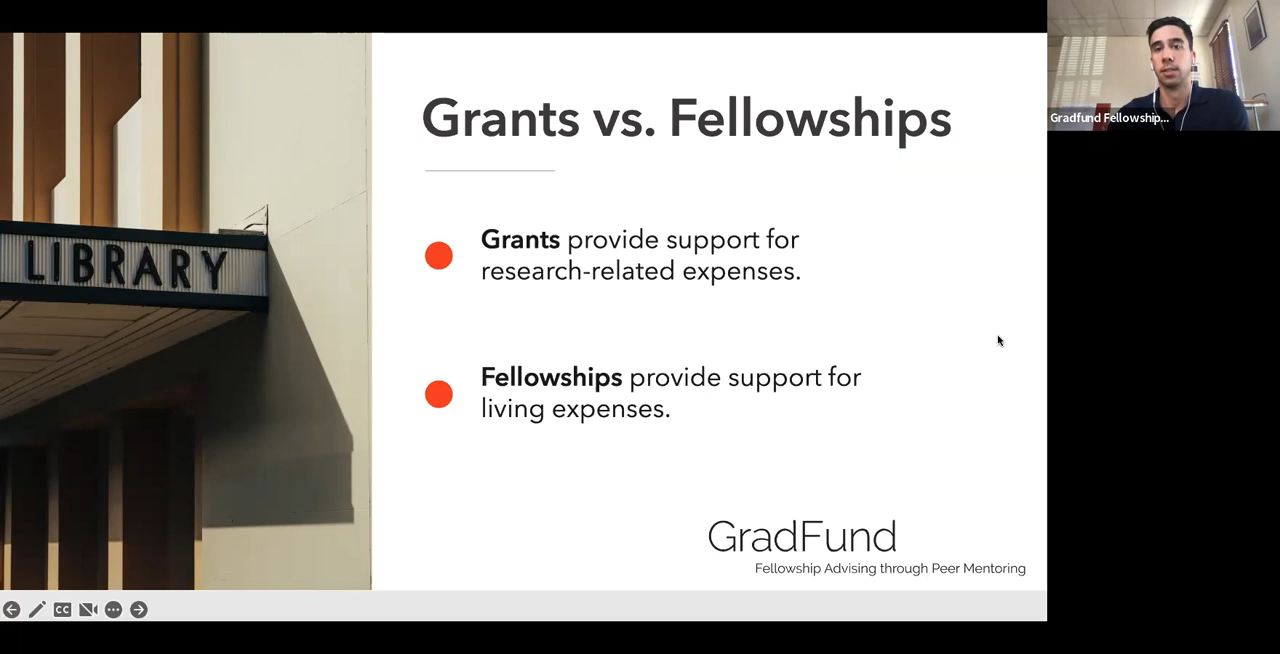 Grants vs. Fellowships
LIBRARY
Grants provide support for
research-related expenses.
Fellowships provide support for
living expenses.
GradFund
Fellowship Advising through Peer Mentoring
Gradfund Fellowship...
CC